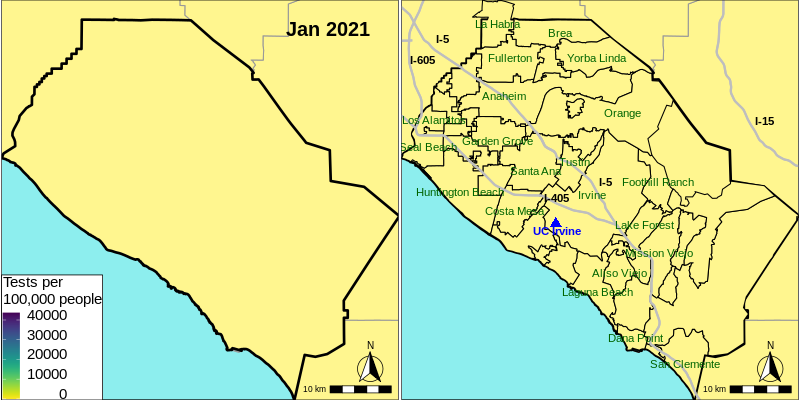 Jan 2021
Tests per
100,000 people
40000
30000
20000
10000
0
N
10 km
La Habra
Brea
I-5
Fullerton
Yorba Linda
I-605
Anaheim
Orange
Los Alamitos
I-15
Garden Grove
Seal Beach
Tustin
Santa Ana
I-5
Foothill Ranch
Huntington Beach
I-405
Irvine
Costa Mesa
Lake Forest
UC Irvine
Mission Viejo
Aliso Viejo
Laguna Beach
Dana Point
San Clemente
N
10 km